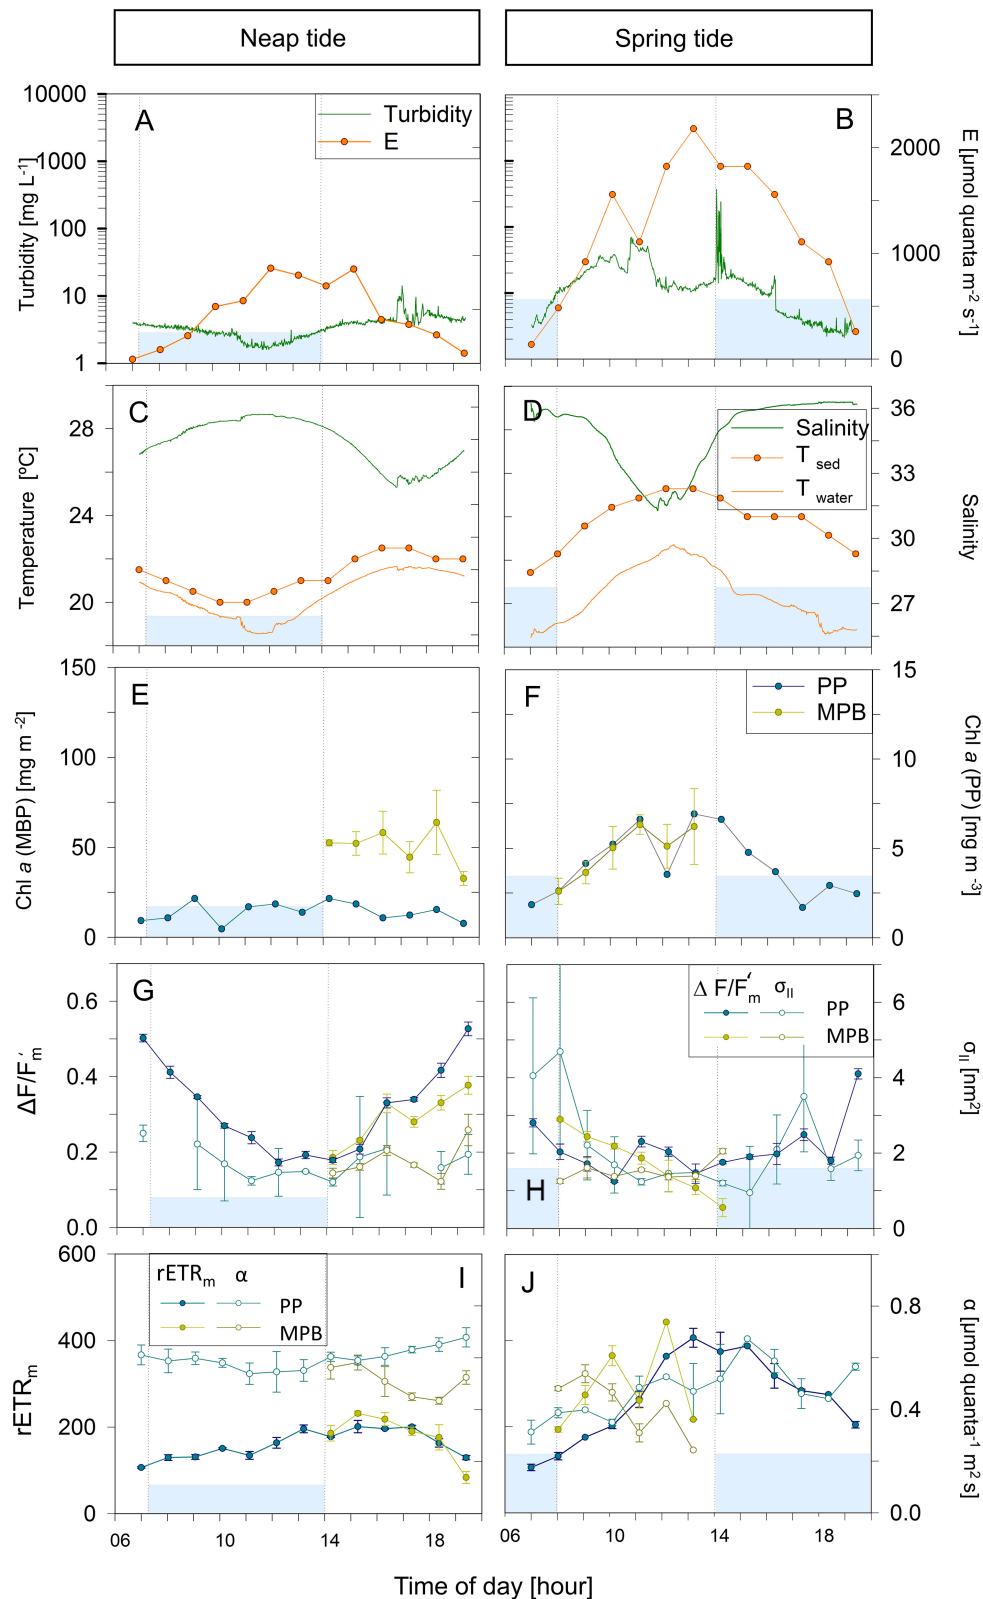 Neap tide
Spring tide
A
Turbidity
E
10000
1000
100
10
1
Turbidity [mg L-1]
B
2000
1000
0
E [µmol quanta m-2 s-1]
C
28
24
20
Temperature [ºC]
D
Salinity
T sed
T water
36
33
30
27
Salinity
E
150
100
50
0
Chl a (MBP) [mg m -2]
F
PP
MPB
15
10
5
0
Chl a (PP) [mg m -3]
G
0.6
0.4
0.2
0.0
ΔF/F'm
H
Δ F/F'm σII
PP
MPB
6
4
2
0
σII [nm2]
I
rETRm α
PP
MPB
600
400
200
0
rETRm
J
0.8
0.4
0.0
α [µmol quanta-1 m2 s]
06 10 14 18
06 10 14 18
Time of day [hour]